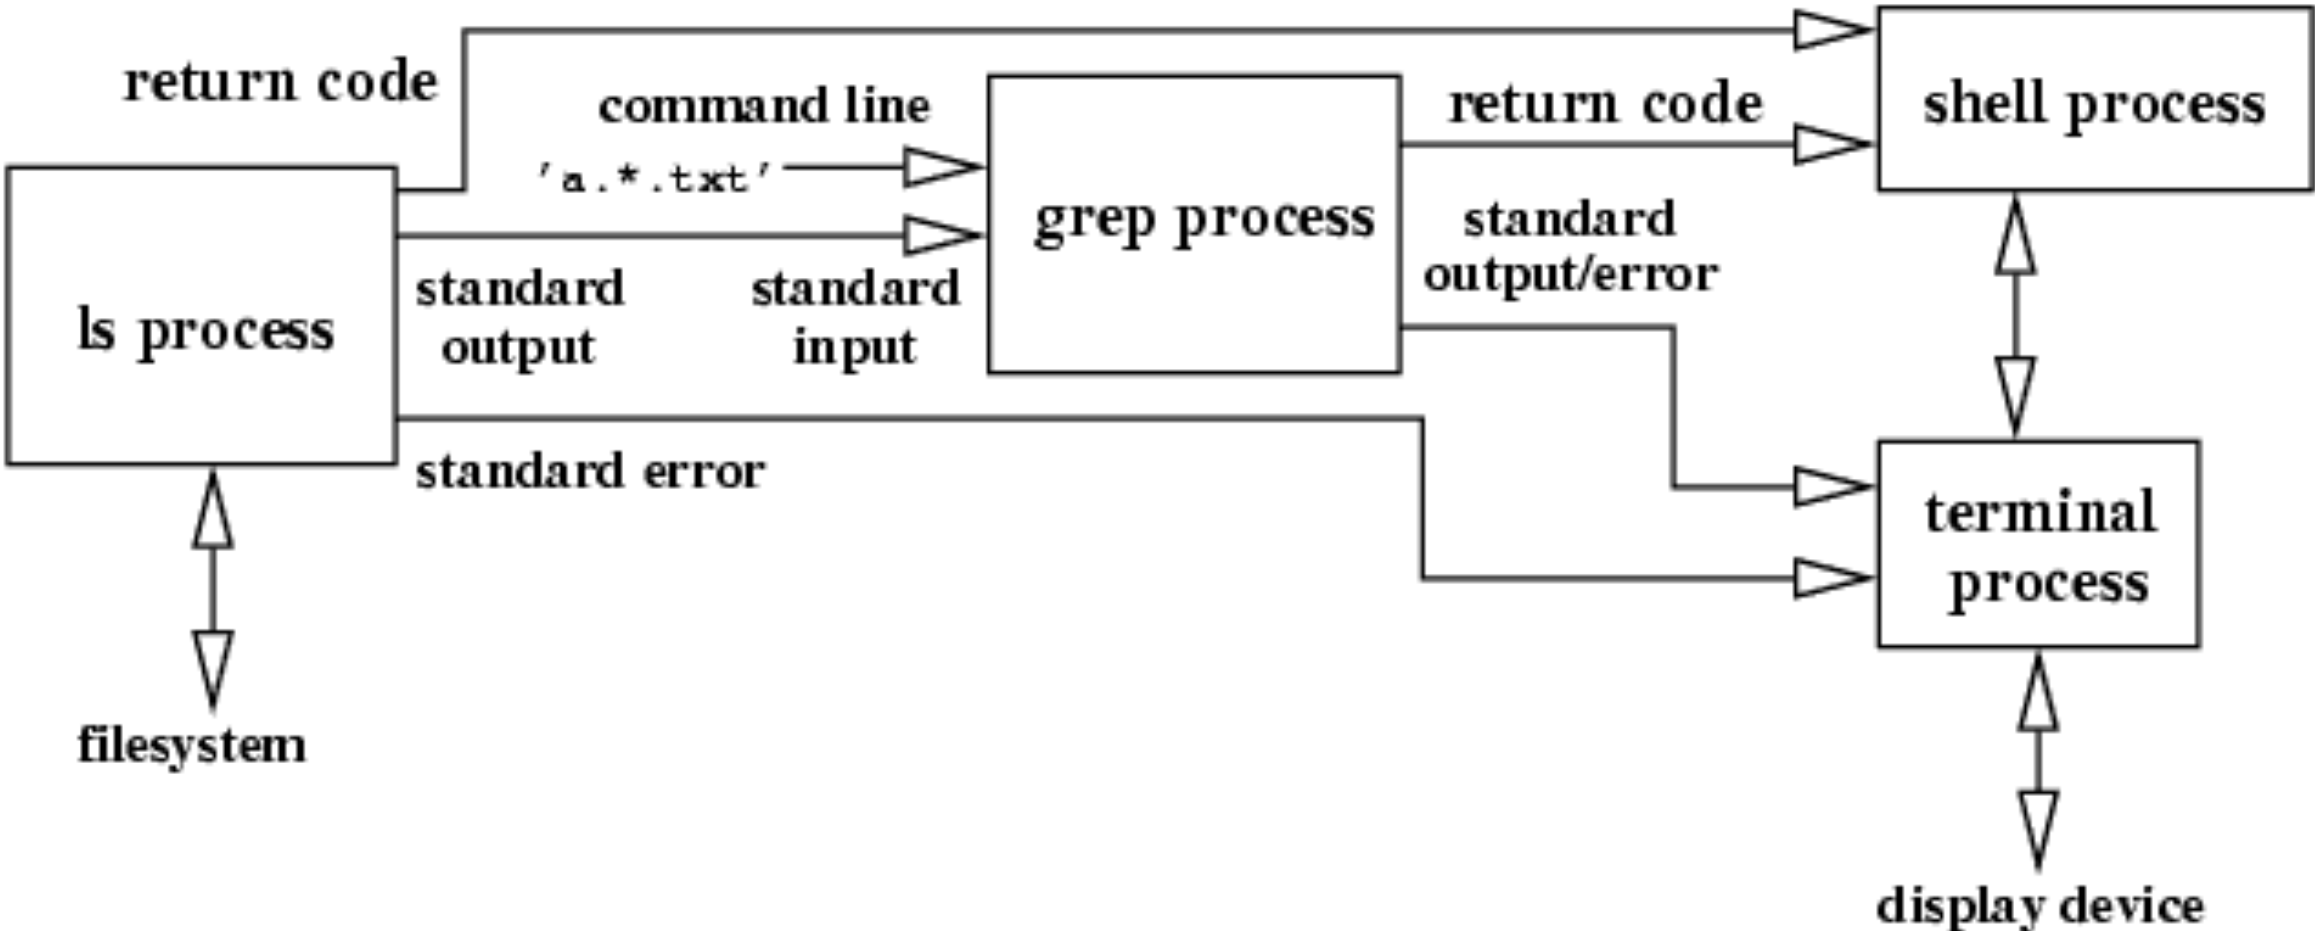 return code
command line
'a.*.txt'
return code
shell process
ls process
standard
output
standard
input
grep process
standard
output/error
standard error
terminal
process
filesystem
display device